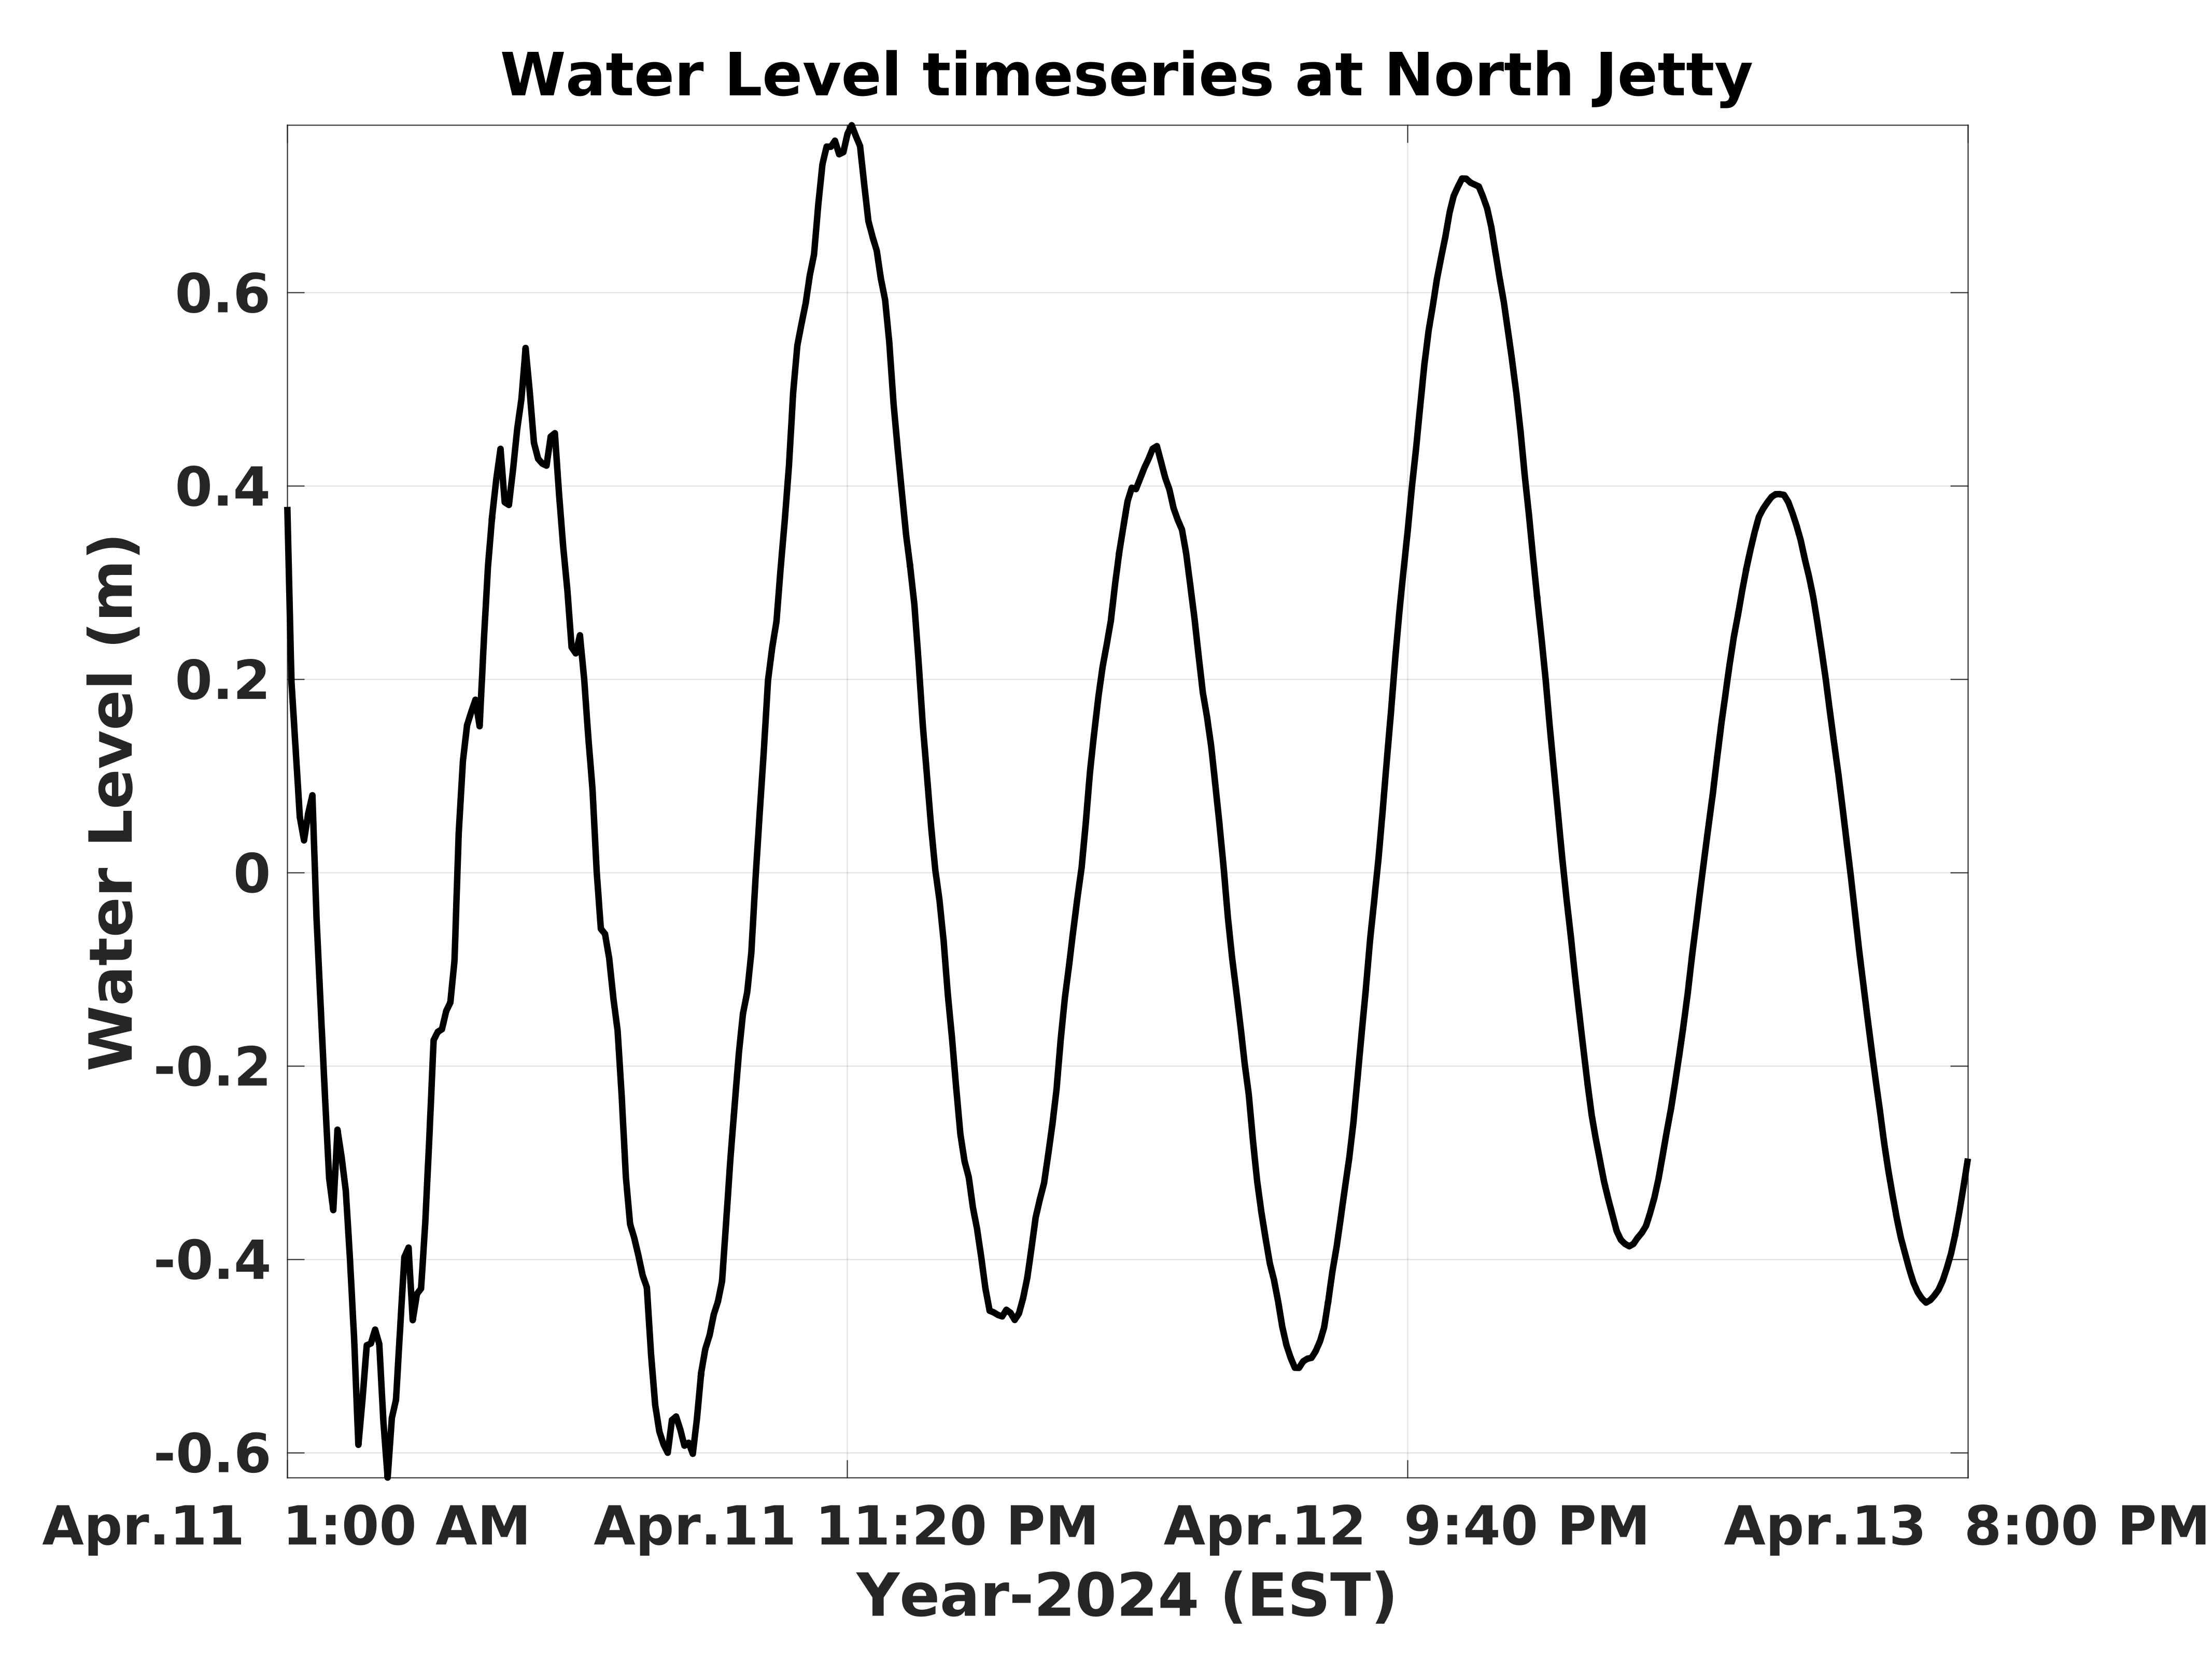 Water Level timeseries at North Jetty
Water Level (m)
0.6
0.4
0.2
0
-0.2
-0.4
-0.6
Apr.11 1:00 AM Apr.11 11:20 PM Apr.12 9:40 PM Apr.13 8:00 PM
Year-2024 (EST)